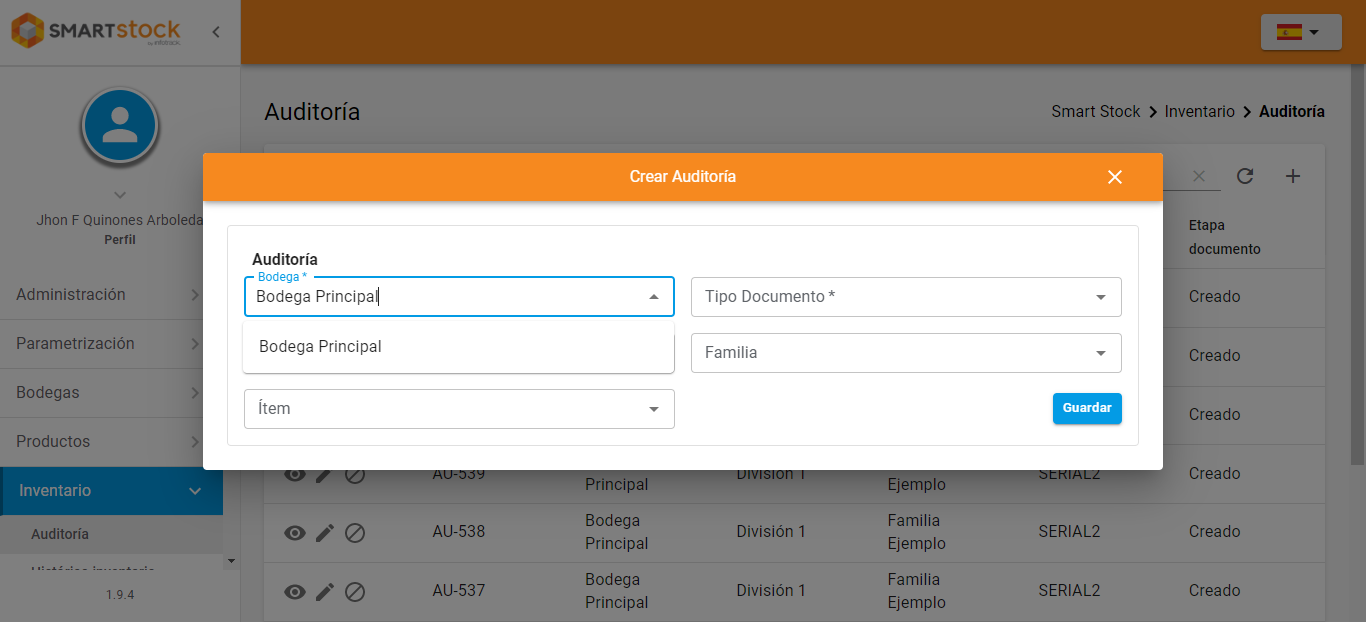 SMARTstock
Auditoría
Smart Stock
Inventario
Auditoría
Jhon F Quinones Arboleda
Perfil
Administración
Parametrización
Bodegas
Productos
Inventario
Auditoría
Histórico inventario
1.9.4
Crear Auditoría
Auditoría
Bodega *
Bodega Principal
Tipo Documento *
Bodega Principal
Familia
Ítem
Guardar
Etapa
documento
Creado
Creado
Creado
AU-539
Principal
División 1
Ejemplo
SERIAL2
Creado
AU-538
Bodega
Principal
División 1
Familia
Ejemplo
SERIAL2
Creado
AU-537
Bodega
Principal
División 1
Familia
Ejemplo
SERIAL2
Creado